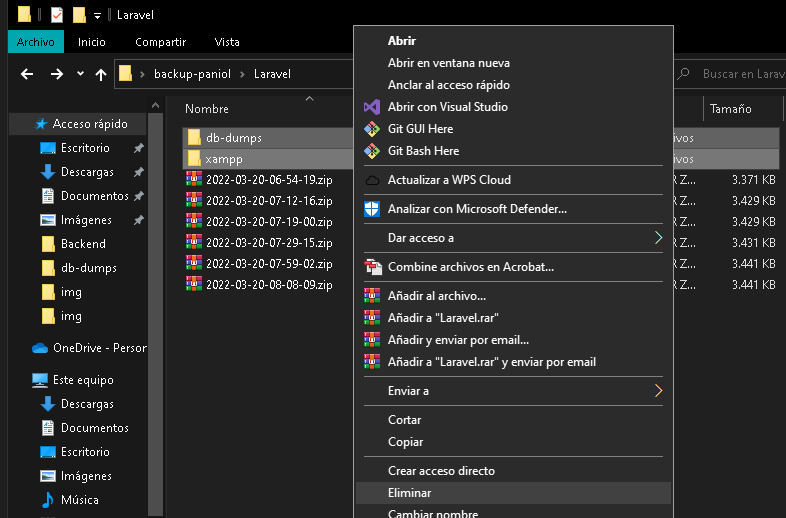 Laravel
Archivo Inicio Compartir Vista
backup-paniol Laravel
Buscar en Larav
Nombre Tamaño
Acceso rápido
Escritorio
Descargas
Documentos
Imágenes
Backend
db-dumps
img
img
OneDrive - Person
Este equipo
Descargas
Documentos
Escritorio
Imágenes
Música
db-dumps ivos
xampp ivos
2022-03-20-06-54-19.zip R Z... 3.371 KB
2022-03-20-07-12-16.zip R Z... 3.429 KB
2022-03-20-07-19-00.zip R Z... 3.429 KB
2022-03-20-07-29-15.zip R Z... 3.431 KB
2022-03-20-07-59-02.zip R Z... 3.441 KB
2022-03-20-08-08-09.zip R Z... 3.441 KB
Abrir
Abrir en ventana nueva
Anclar al acceso rápido
Abrir con Visual Studio
Git GUI Here
Git Bash Here
Actualizar a WPS Cloud
Analizar con Microsoft Defender...
Dar acceso a
Combine archivos en Acrobat...
Añadir al archivo...
Añadir a "Laravel.rar"
Añadir y enviar por email...
Añadir a "Laravel.rar" y enviar por email
Enviar a
Cortar
Copiar
Crear acceso directo
Eliminar
Cambiar nombre